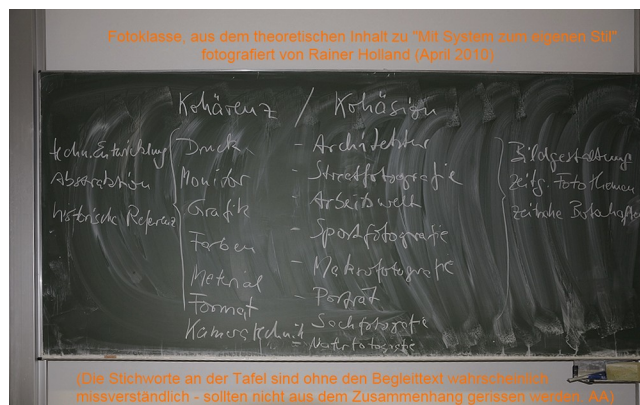 Fotoklasse, aus dem theoretischen Inhalt zu "Mit System zum eigenen Stil"
fotografiert von Rainer Holland (April 2016)
Kohärenz / Kohäsion
techn. Entwicklung
Abstraktion
historische Referenz
Druck
Monitor
Grafik
Farben
Material
Format
Kameratechnik
- Architektur
- Streetfotografie
- Arbeitswelt
- Sportfotografie
- Makrofotografie
- Porträt
- Sachfotografie
- Naturfotografie
Bildgestaltung
zeitg. Fotothemen
Botschaften
(Die Stichworte an der Tafel sind ohne den Begleittext wahrscheinlich
missverständlich - sollten nicht aus dem Zusammenhang gerissen werden. AA)